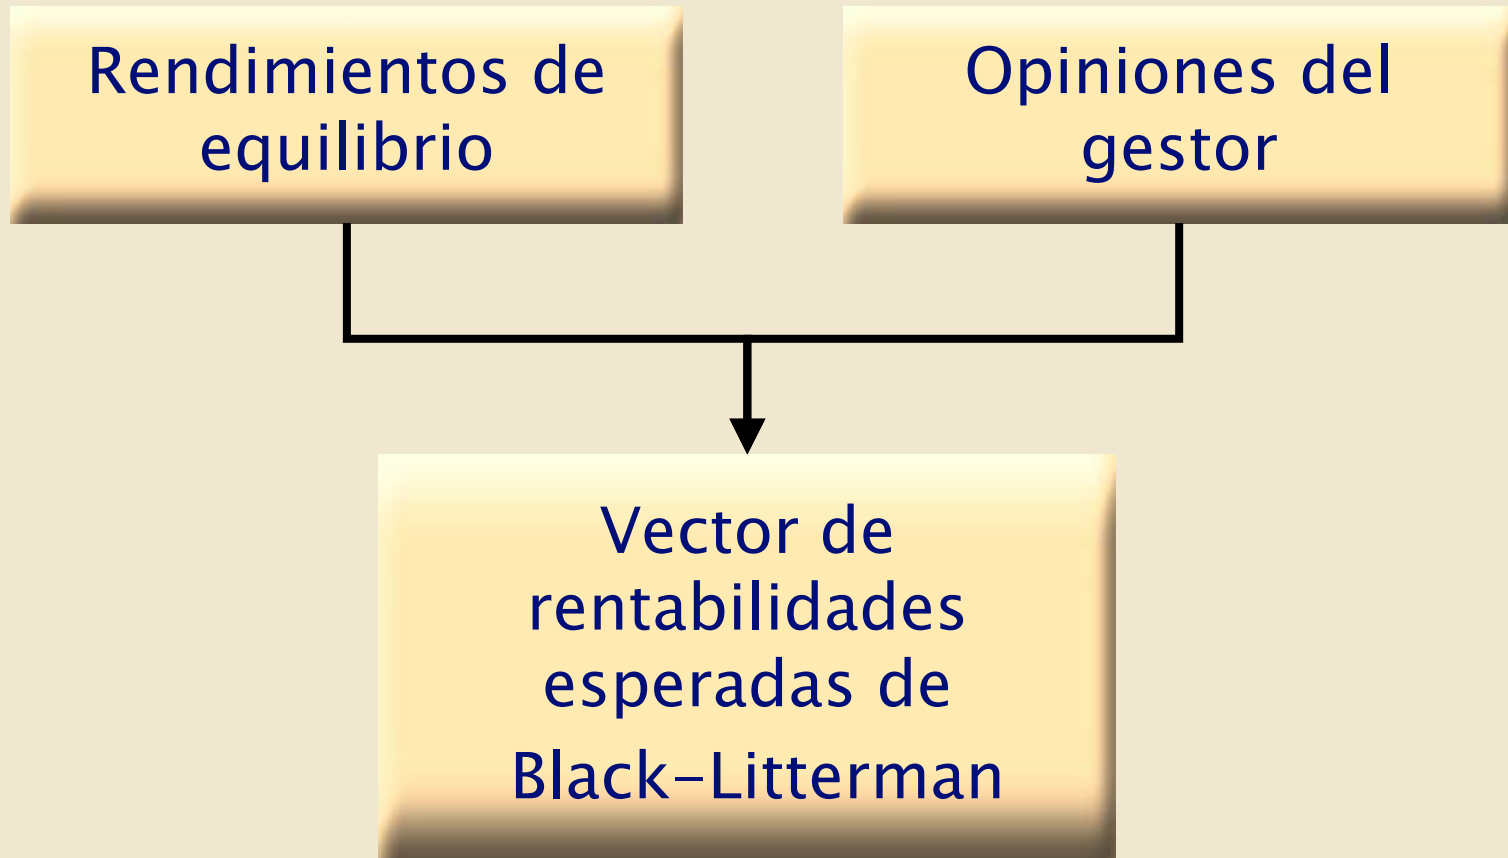 Rendimientos de
equilibrio
Opiniones del
gestor
Vector de
rentabilidades
esperadas de
Black-Litterman